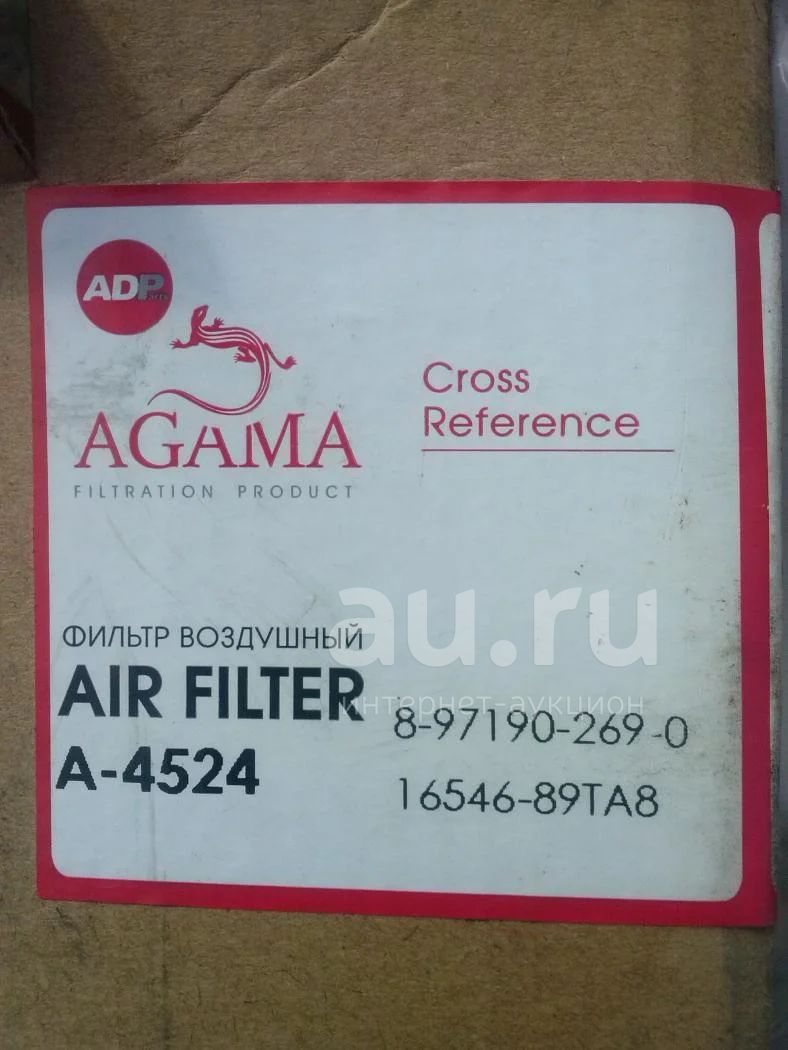 ADParts
AGAMA
FILTRATION PRODUCT
Cross
Reference
ФИЛЬТР ВОЗДУШНЫЙ
AIR FILTER
A-4524
8-97190-269-0
16546-89TA8
au.ru
интернет-аукцион